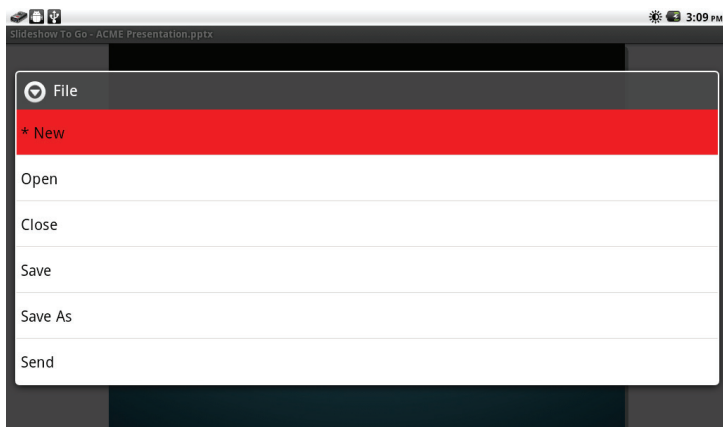 3:09 PM
Slideshow To Go - ACME Presentation.pptx
File
* New
Open
Close
Save
Save As
Send